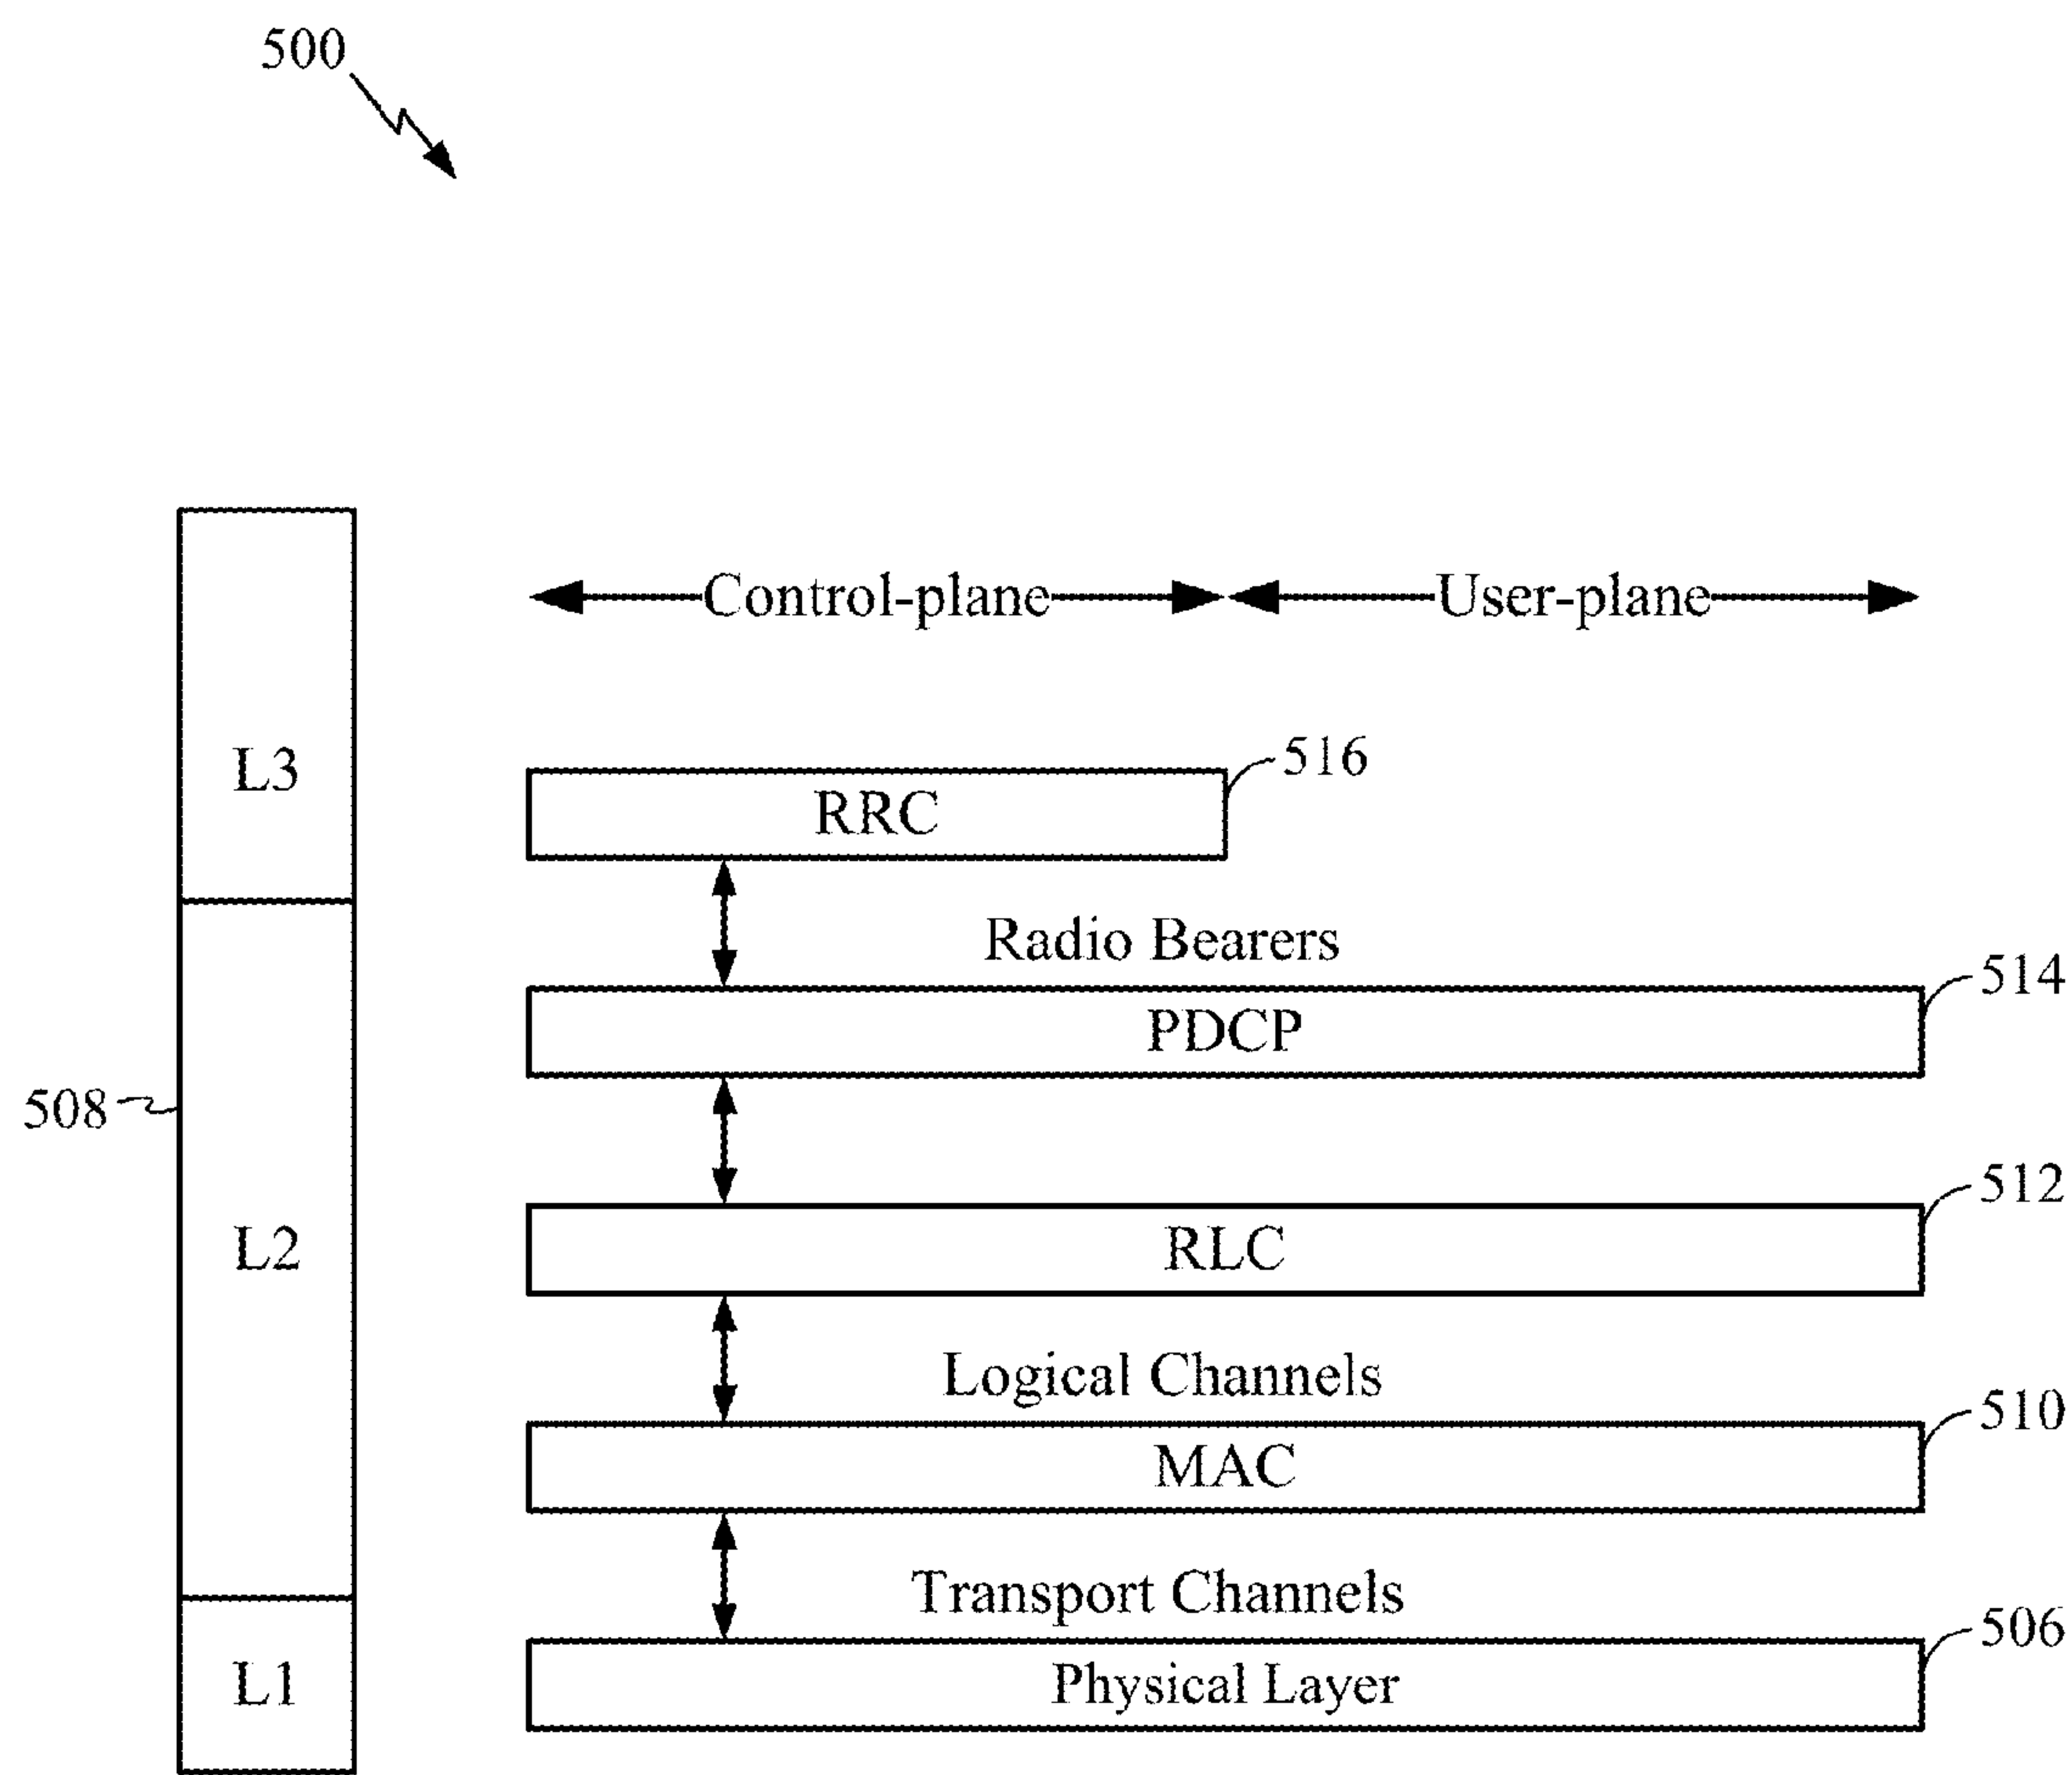 500
Control-plane User-plane
L3
516
RRC
Radio Bearers
514
PDCP
508
512
L2
RLC
Logical Channels
510
MAC
Transport Channels
506
L1
Physical Layer